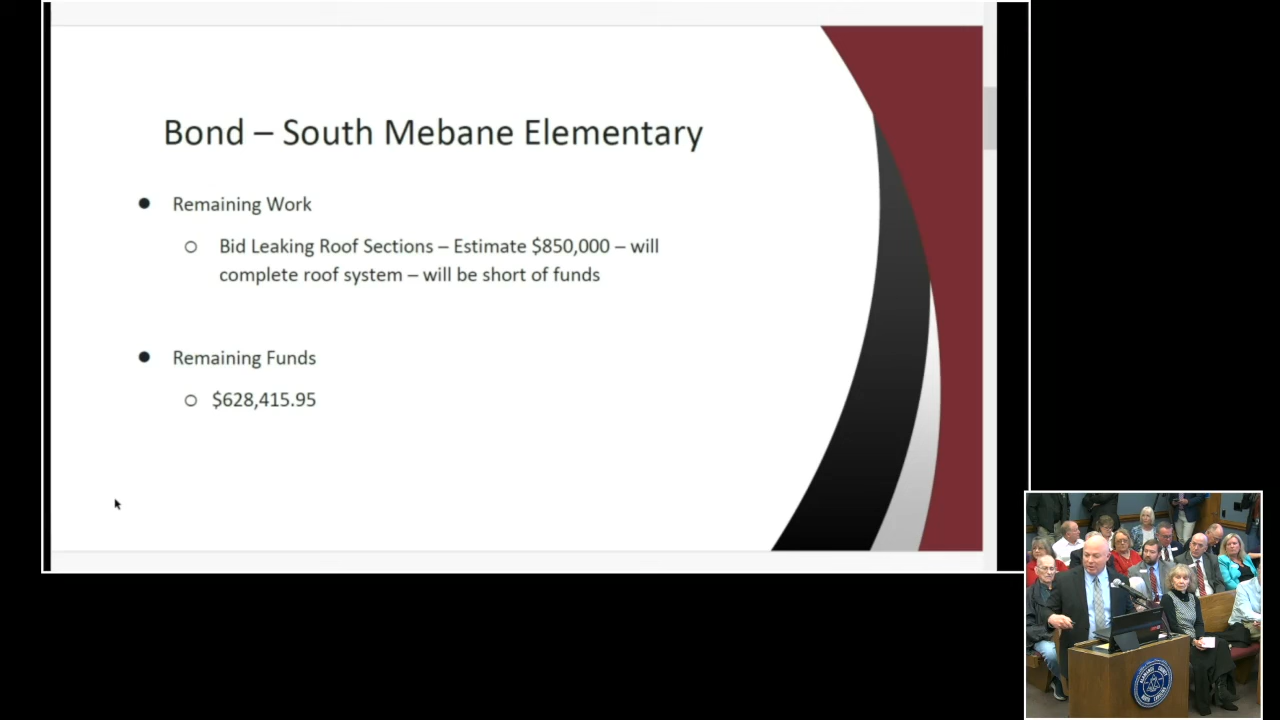 Bond – South Mebane Elementary
● Remaining Work
○ Bid Leaking Roof Sections – Estimate $850,000 – will
complete roof system – will be short of funds
● Remaining Funds
○ $628,415.95